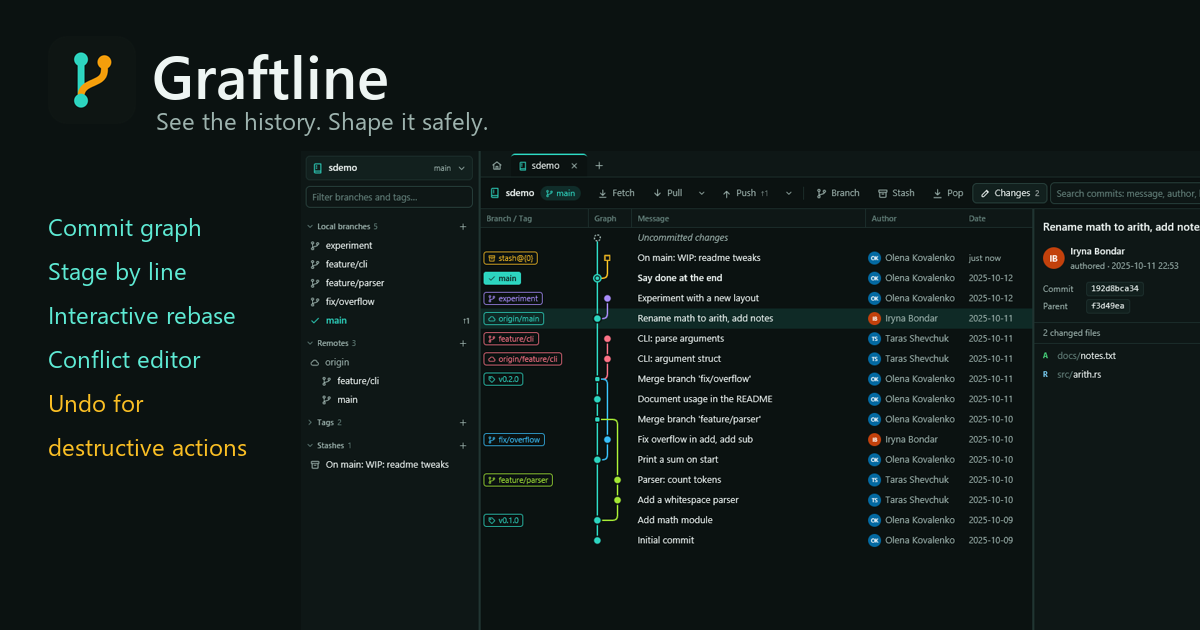 Graftline
See the history. Shape it safely.
Commit graph
Stage by line
Interactive rebase
Conflict editor
Undo for
destructive actions
sdemo main
Filter branches and tags...
Local branches 5 +
experiment
feature/cli
feature/parser
fix/overflow
main ↑1
Remotes 3 +
origin
feature/cli
main
Tags 2 +
Stashes 1 +
On main: WIP: readme tweaks
sdemo × +
sdemo main Fetch Pull Push ↑1 Branch Stash Pop Changes 2 Search commits: message, author,
Branch / Tag Graph Message Author Date
Uncommitted changes
stash@{0} On main: WIP: readme tweaks OK Olena Kovalenko just now
main Say done at the end OK Olena Kovalenko 2025-10-12
experiment Experiment with a new layout OK Olena Kovalenko 2025-10-12
origin/main Rename math to arith, add notes IB Iryna Bondar 2025-10-11
feature/cli CLI: parse arguments TS Taras Shevchuk 2025-10-11
origin/feature/cli CLI: argument struct TS Taras Shevchuk 2025-10-11
v0.2.0 Merge branch 'fix/overflow' OK Olena Kovalenko 2025-10-11
Document usage in the README OK Olena Kovalenko 2025-10-11
Merge branch 'feature/parser' OK Olena Kovalenko 2025-10-10
fix/overflow Fix overflow in add, add sub IB Iryna Bondar 2025-10-10
Print a sum on start OK Olena Kovalenko 2025-10-10
feature/parser Parser: count tokens TS Taras Shevchuk 2025-10-10
Add a whitespace parser TS Taras Shevchuk 2025-10-10
v0.1.0 Add math module OK Olena Kovalenko 2025-10-09
Initial commit OK Olena Kovalenko 2025-10-09
Rename math to arith, add note
IB Iryna Bondar
authored · 2025-10-11 22:53
Commit 192d8bca34
Parent f3d49ea
2 changed files
A docs/notes.txt
R src/arith.rs